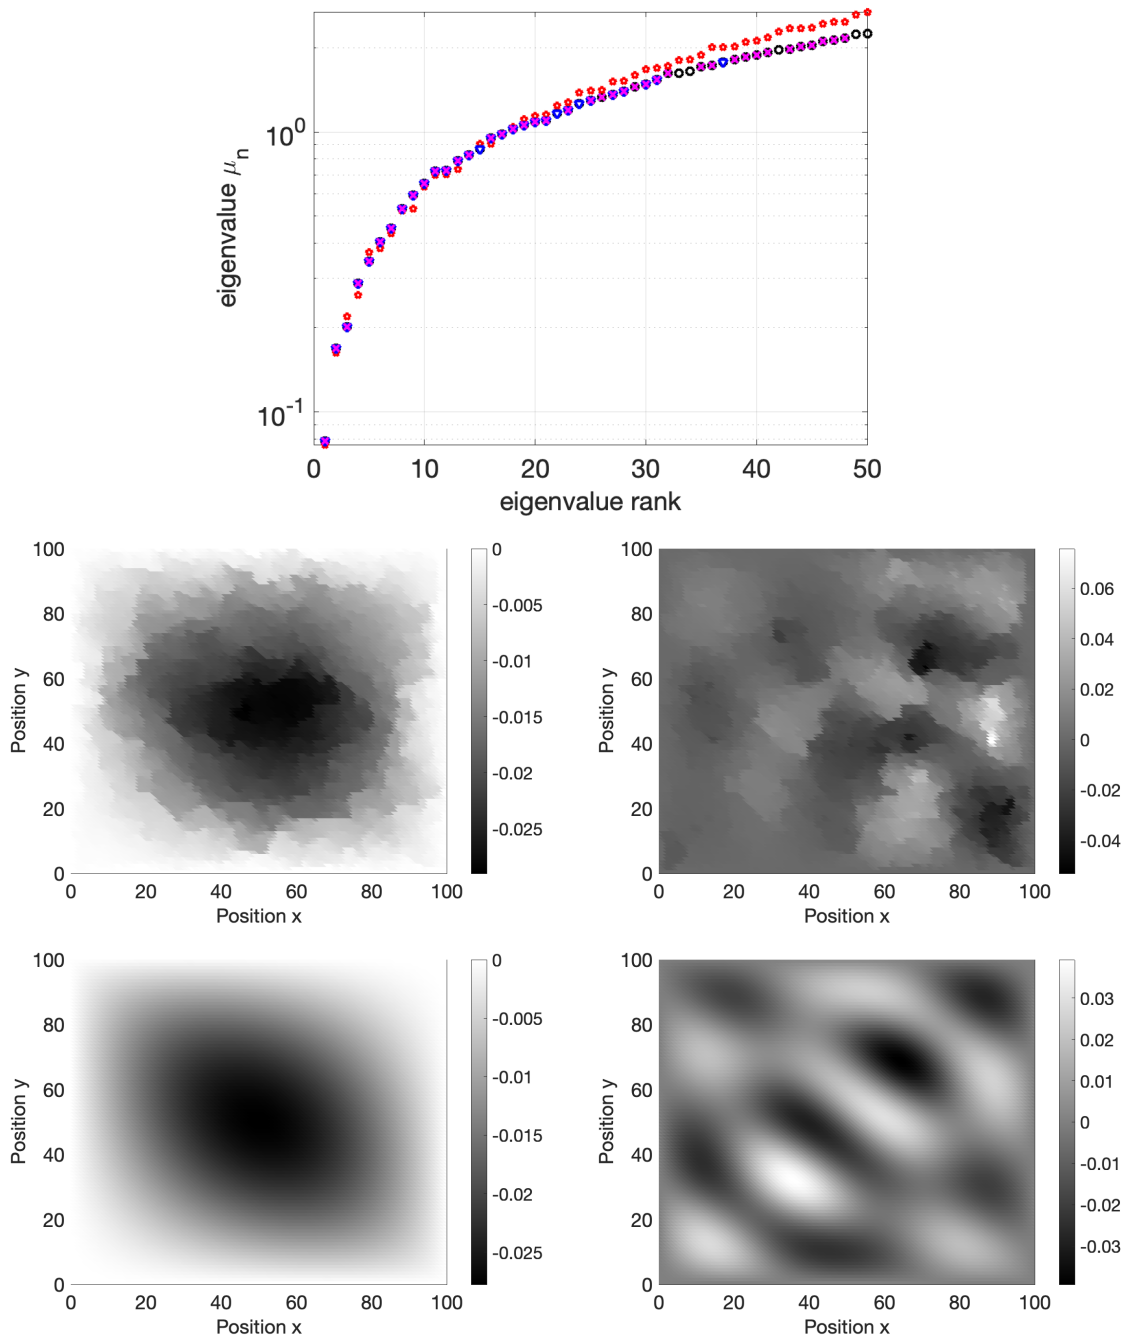 eigenvalue μn
10^0
10^-1
0 10 20 30 40 50
eigenvalue rank
100 80 60 40 20 0
Position y
0 20 40 60 80 100
Position x
0 -0.005 -0.01 -0.015 -0.02 -0.025
100 80 60 40 20 0
Position y
0 20 40 60 80 100
Position x
0.06 0.04 0.02 0 -0.02 -0.04
100 80 60 40 20 0
Position y
0 20 40 60 80 100
Position x
0 -0.005 -0.01 -0.015 -0.02 -0.025
100 80 60 40 20 0
Position y
0 20 40 60 80 100
Position x
0.03 0.02 0.01 0 -0.01 -0.02 -0.03